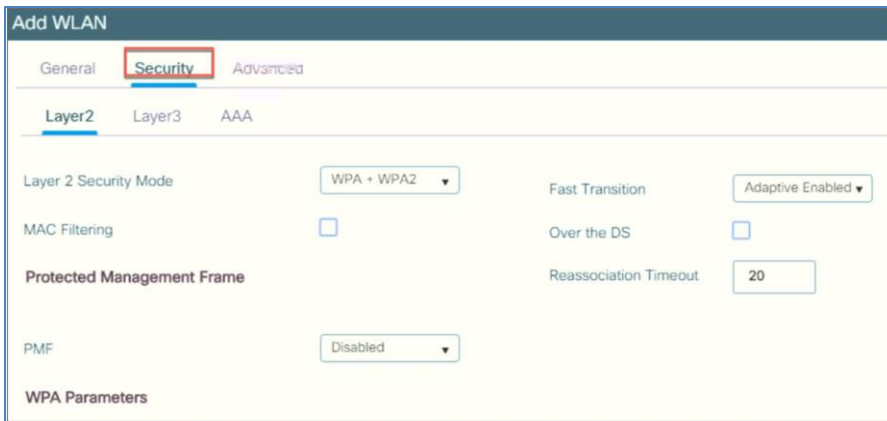 Add WLAN
General Security Advanced
Layer2 Layer3 AAA
Layer 2 Security Mode WPA + WPA2 Fast Transition Adaptive Enabled
MAC Filtering Over the DS
Protected Management Frame Reassociation Timeout 20
PMF Disabled
WPA Parameters